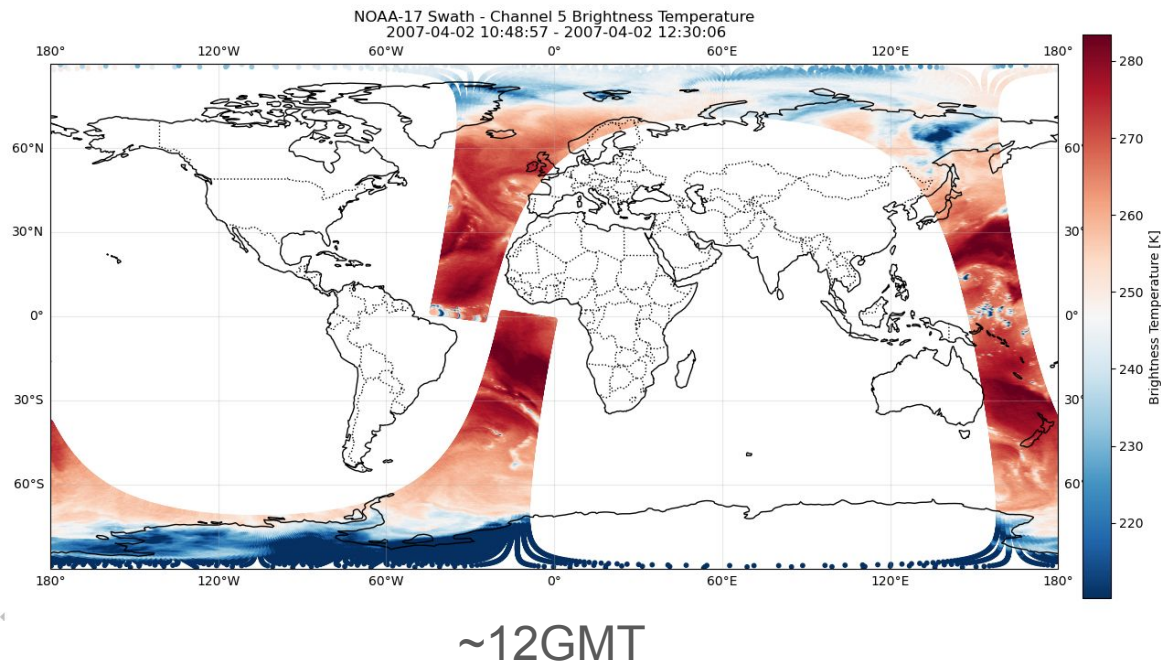 NOAA-17 Swath - Channel 5 Brightness Temperature
2007-04-02 10:48:57 - 2007-04-02 12:30:06
180° 120°W 60°W 0° 60°E 120°E 180°
280
270
60°N 60°
260
30°N 30°
250
0° 0°
Brightness Temperature [K]
240
30°S 30°
230
60°S 60°
220
180° 120°W 60°W 0° 60°E 120°E 180°
~12GMT